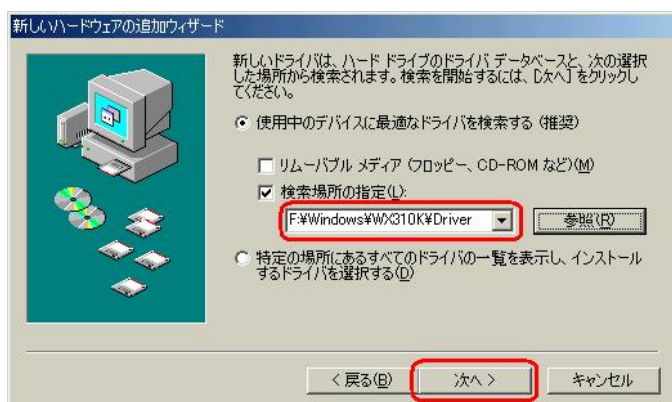 新しいハードウェアの追加ウィザード
新しいドライバは、ハード ドライブのドライバ データベースと、次の選択
した場所から検索されます。検索を開始するには、[次へ] をクリックし
てください。
使用中のデバイスに最適なドライバを検索する (推奨)
リムーバブル メディア (フロッピー、CD-ROM など)(M)
検索場所の指定(L):
F:¥Windows¥WX310K¥Driver
参照(R)
特定の場所にあるすべてのドライバの一覧を表示し、インストール
するドライバを選択する(D)
< 戻る(B)
次へ >
キャンセル